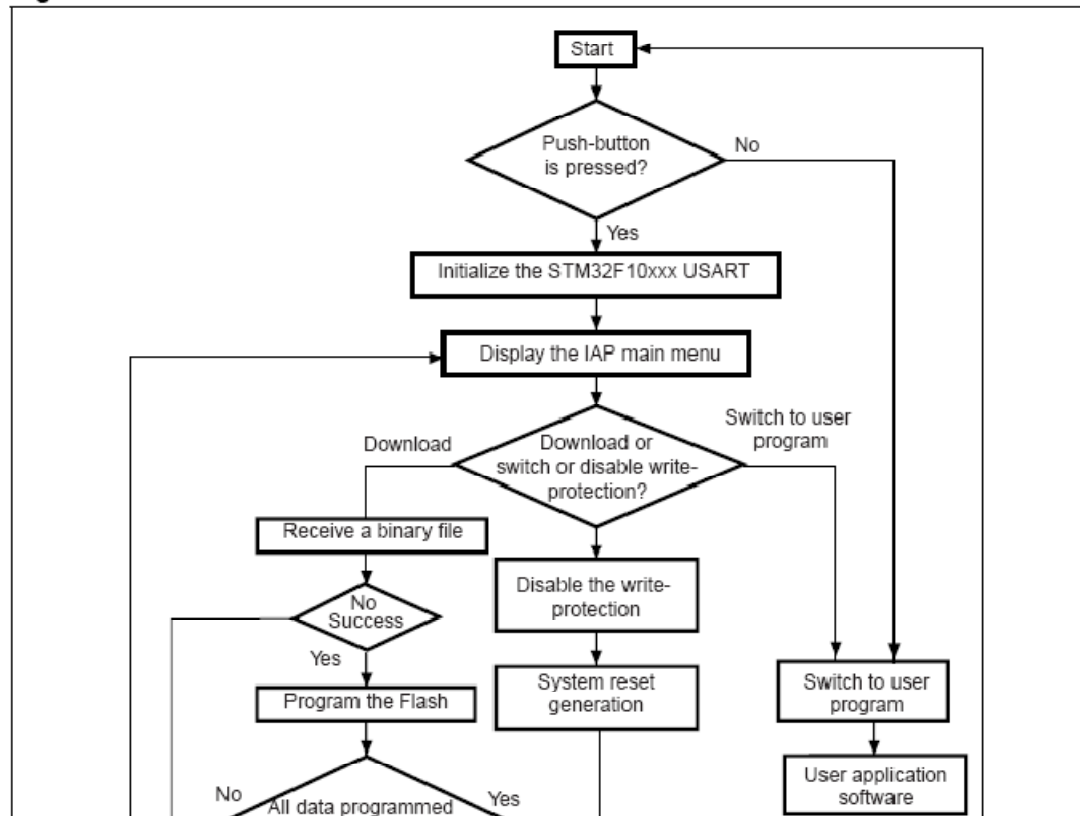 Start
Push-button
is pressed?
No
Yes
Initialize the STM32F10xxx USART
Display the IAP main menu
Switch to user
program
Download
Download or
switch or disable write-
protection?
Receive a binary file
Disable the write-
protection
No
Success
Yes
System reset
generation
Switch to user
program
Program the Flash
User application
software
No
All data programmed
Yes